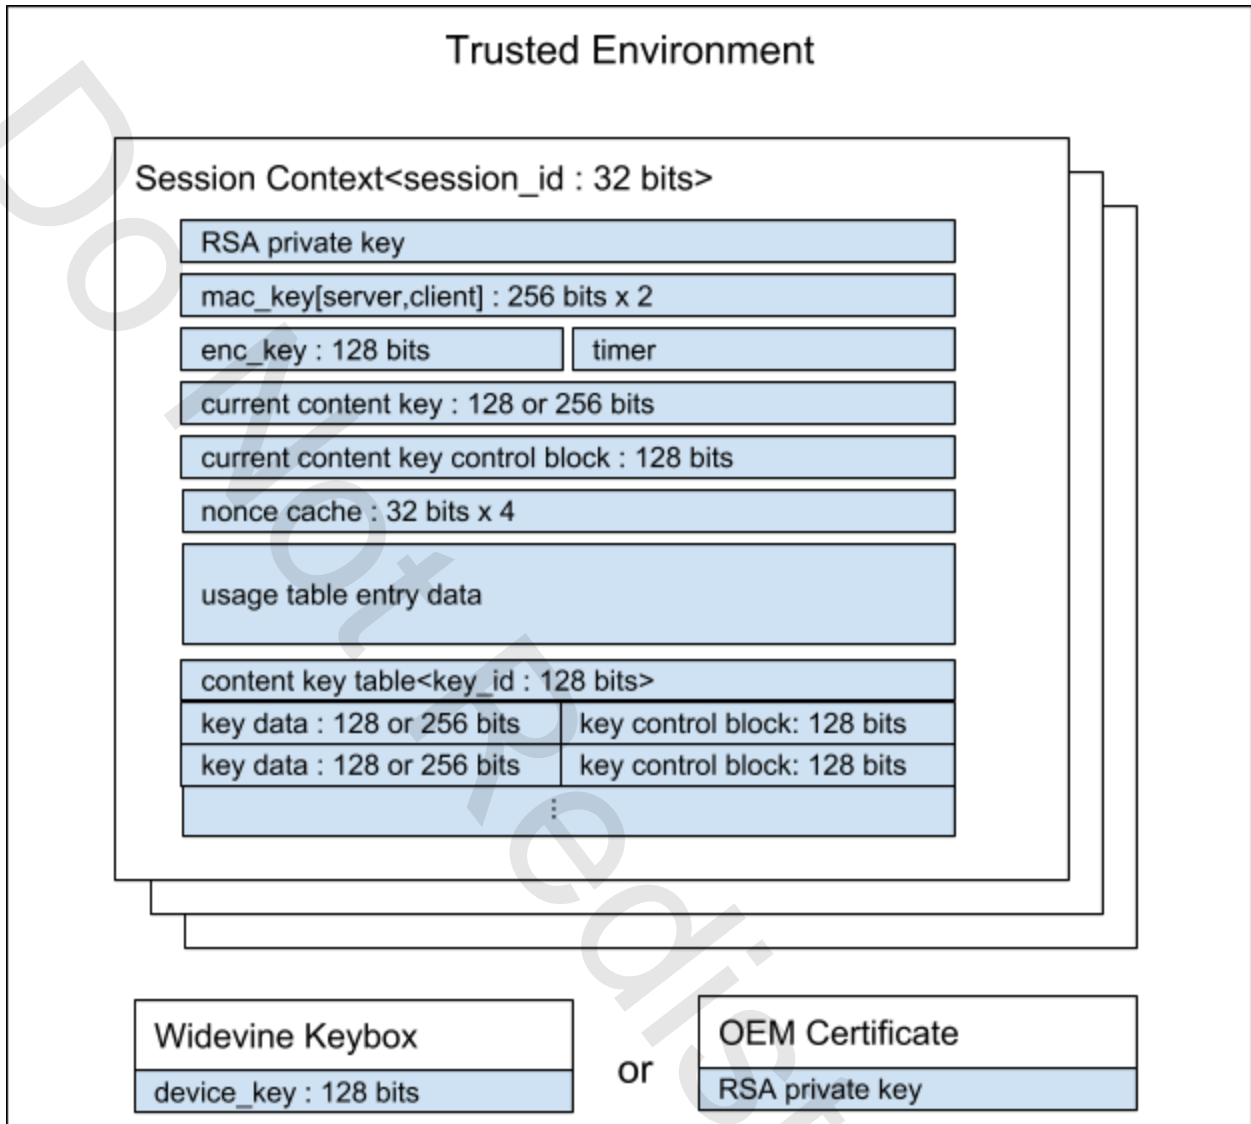 Trusted Environment
Session Context<session_id : 32 bits>
RSA private key
mac_key[server,client] : 256 bits x 2
enc_key : 128 bits
timer
current content key : 128 or 256 bits
current content key control block : 128 bits
nonce cache : 32 bits x 4
usage table entry data
content key table<key_id : 128 bits>
key data : 128 or 256 bits
key control block: 128 bits
key data : 128 or 256 bits
key control block: 128 bits
⋮
Widevine Keybox
device_key : 128 bits
or
OEM Certificate
RSA private key
Do Not Redist